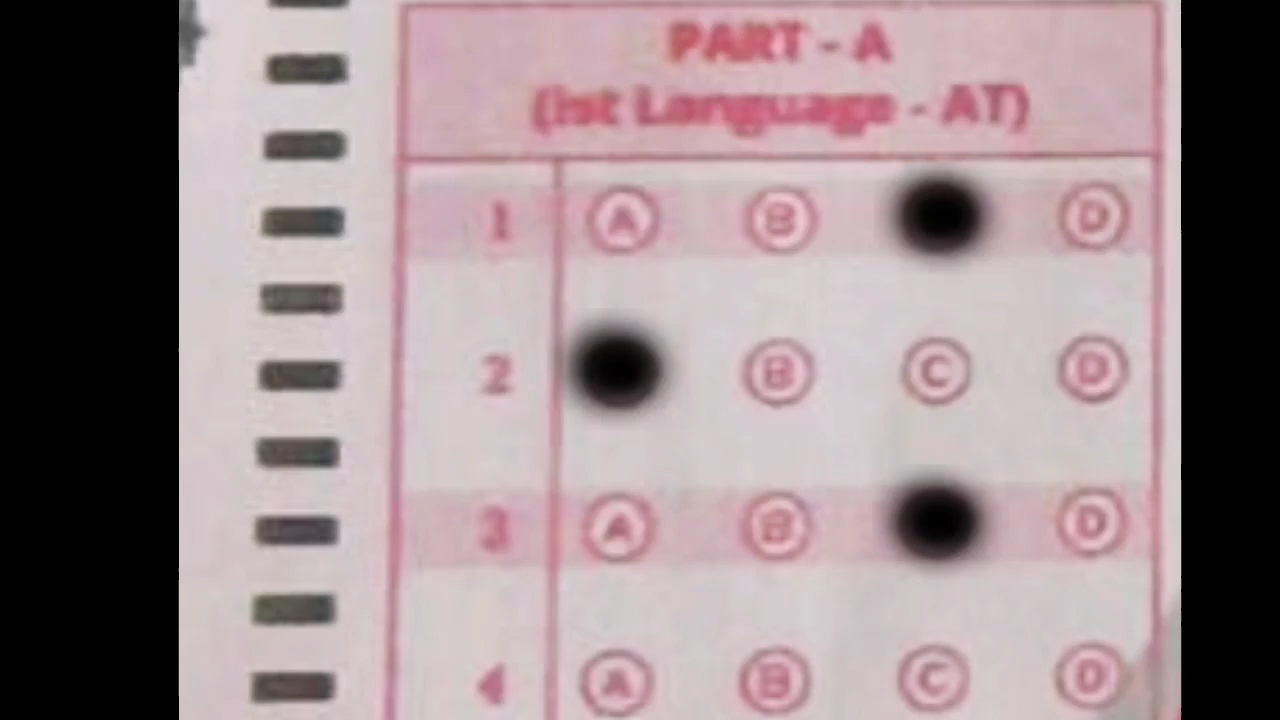 PART - A
(Ist Language - AT)
1 A B D
2 B C D
3 A B D
4 A B C D